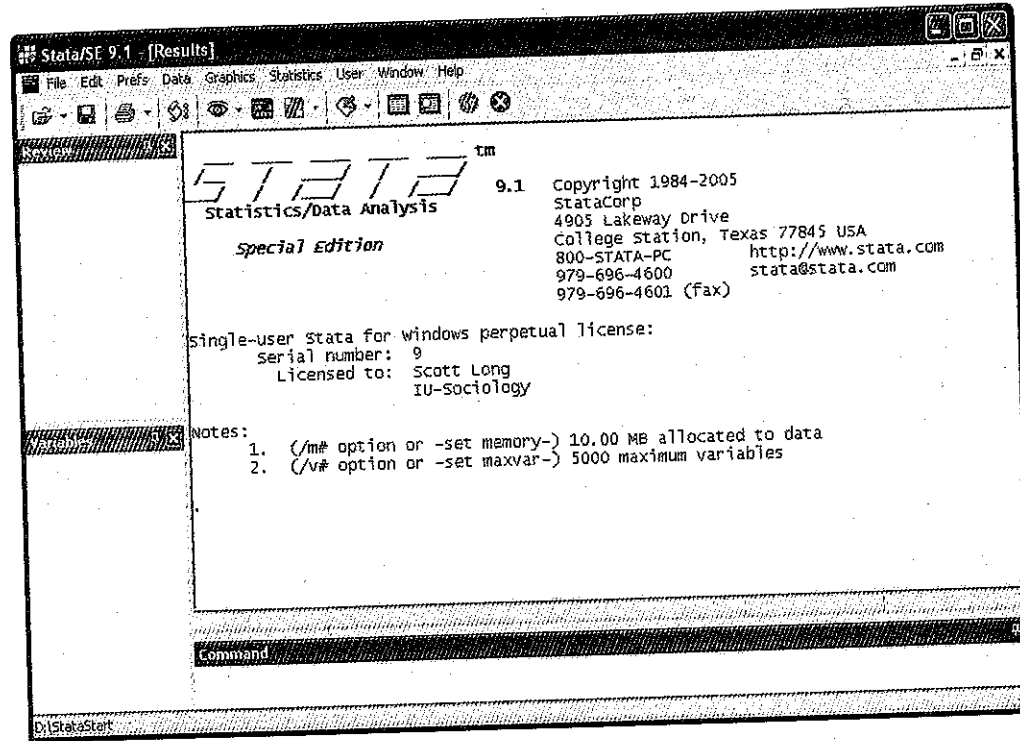 Stata/SE 9.1 - [Results]
File Edit Prefs Data Graphics Statistics User Window Help
Review
STATA tm
9.1 Copyright 1984-2005
Statistics/Data Analysis
StataCorp
4905 Lakeway Drive
Special Edition
College Station, Texas 77845 USA
800-STATA-PC http://www.stata.com
979-696-4600 stata@stata.com
979-696-4601 (fax)
Single-user Stata for Windows perpetual license:
Serial number: 9
Licensed to: Scott Long
IU-Sociology
Variables
Notes:
1. (/m# option or -set memory-) 10.00 MB allocated to data
2. (/v# option or -set maxvar-) 5000 maximum variables
.
Command
D:\StataStart